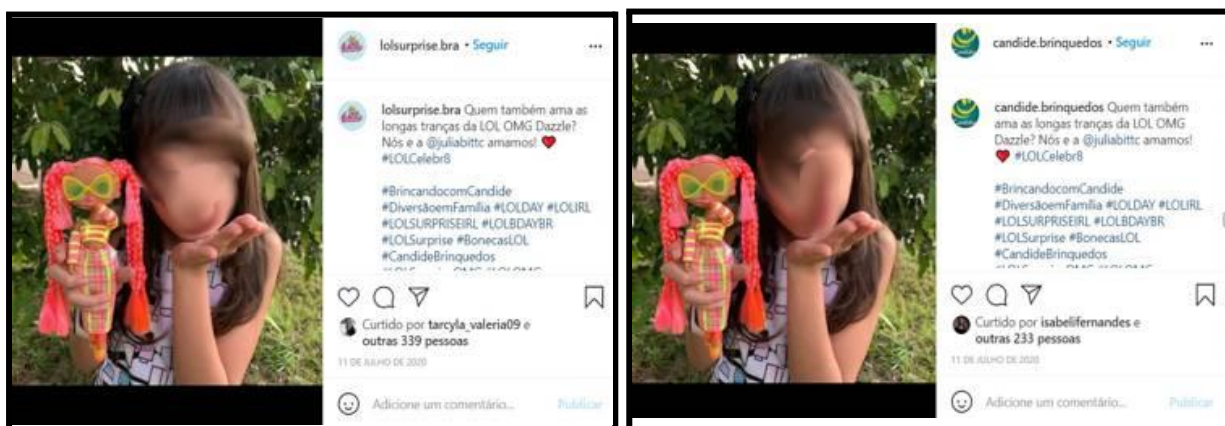 lolsurprise.bra • Seguir
lolsurprise.bra Quem também ama as
longas tranças da LOL OMG Dazzle?
Nós e a @juliabittc amamos! ❤
#LOLCelebr8
#BrincandocomCandide
#DiversãoemFamília #LOLDAY #LOLIRL
#LOLSURPRISEIRL #LOLBDAYBR
#LOLSurprise #BonecasLOL
#CandideBrinquedos
Curtido por tarcyla_valeria09 e
outras 339 pessoas
11 DE JULHO DE 2020
Adicione um comentário... Publicar
candide.brinquedos • Seguir
candide.brinquedos Quem também
ama as longas tranças da LOL OMG
Dazzle? Nós e a @juliabittc amamos!
❤ #LOLCelebr8
#BrincandocomCandide
#DiversãoemFamília #LOLDAY #LOLIRL
#LOLSURPRISEIRL #LOLBDAYBR
#LOLSurprise #BonecasLOL
#CandideBrinquedos
Curtido por isabelifernandes e
outras 233 pessoas
11 DE JULHO DE 2020
Adicione um comentário... Publicar